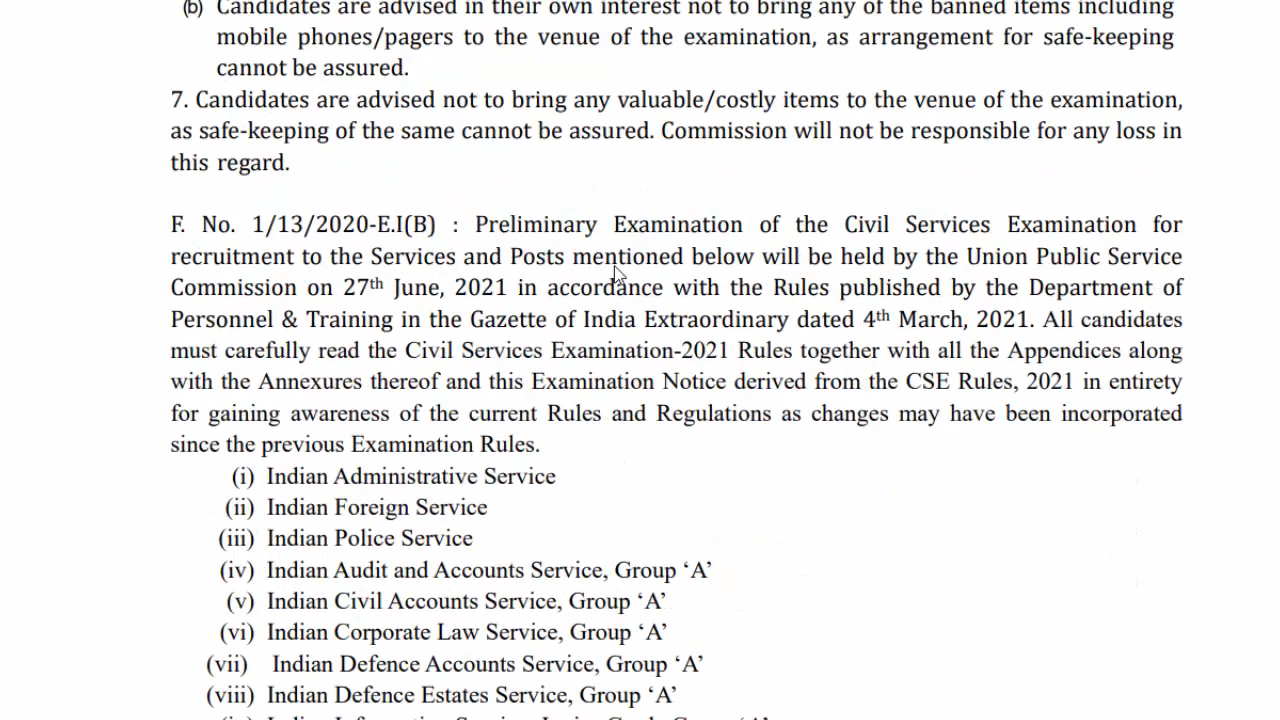 (b) Candidates are advised in their own interest not to bring any of the banned items including
mobile phones/pagers to the venue of the examination, as arrangement for safe-keeping
cannot be assured.
7. Candidates are advised not to bring any valuable/costly items to the venue of the examination,
as safe-keeping of the same cannot be assured. Commission will not be responsible for any loss in
this regard.
F. No. 1/13/2020-E.I(B) : Preliminary Examination of the Civil Services Examination for
recruitment to the Services and Posts mentioned below will be held by the Union Public Service
Commission on 27th June, 2021 in accordance with the Rules published by the Department of
Personnel & Training in the Gazette of India Extraordinary dated 4th March, 2021. All candidates
must carefully read the Civil Services Examination-2021 Rules together with all the Appendices along
with the Annexures thereof and this Examination Notice derived from the CSE Rules, 2021 in entirety
for gaining awareness of the current Rules and Regulations as changes may have been incorporated
since the previous Examination Rules.
(i) Indian Administrative Service
(ii) Indian Foreign Service
(iii) Indian Police Service
(iv) Indian Audit and Accounts Service, Group ‘A’
(v) Indian Civil Accounts Service, Group ‘A’
(vi) Indian Corporate Law Service, Group ‘A’
(vii) Indian Defence Accounts Service, Group ‘A’
(viii) Indian Defence Estates Service, Group ‘A’